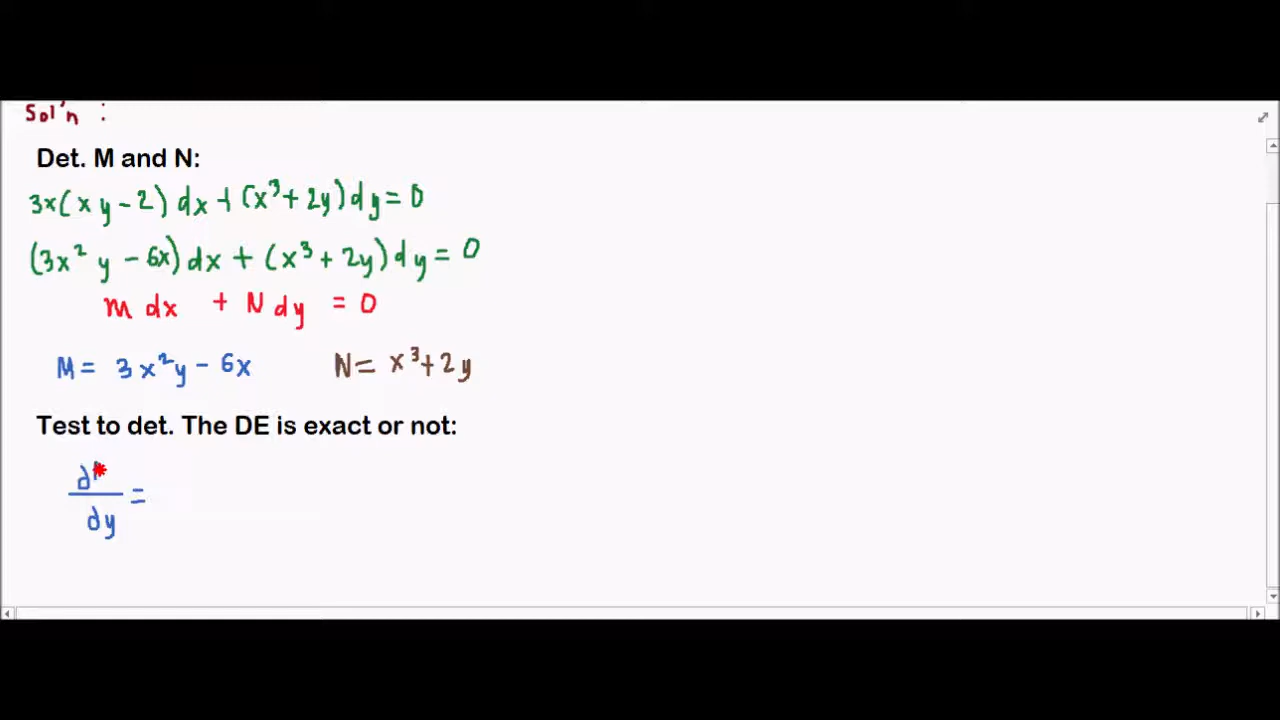 Sol'n :
Det. M and N:
3x(xy-2)dx+(x³+2y)dy=0
(3x²y-6x)dx+(x³+2y)dy=0
M dx + N dy = 0
M= 3x²y-6x N= x³+2y
Test to det. The DE is exact or not:
∂
― =
∂y